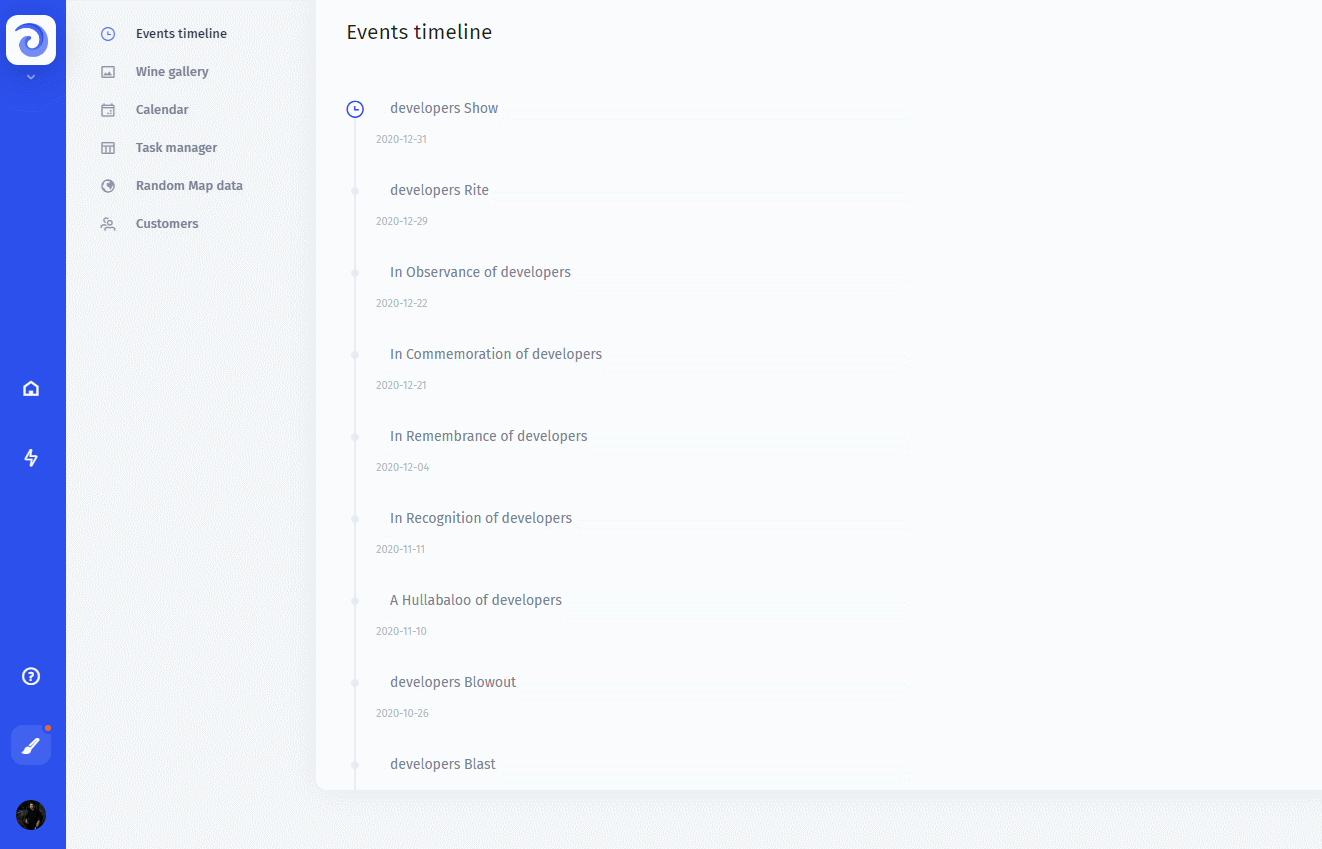 Events timeline
Wine gallery
Calendar
Task manager
Random Map data
Customers
Events timeline
developers Show
2020-12-31
developers Rite
2020-12-29
In Observance of developers
2020-12-22
In Commemoration of developers
2020-12-21
In Remembrance of developers
2020-12-04
In Recognition of developers
2020-11-11
A Hullabaloo of developers
2020-11-10
developers Blowout
2020-10-26
developers Blast